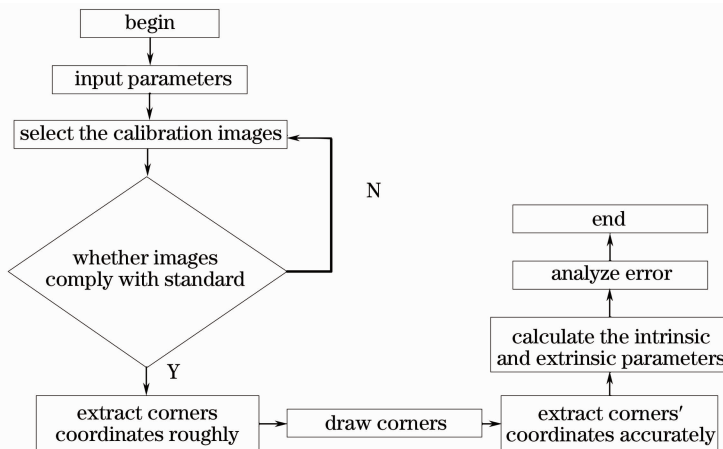 begin
input parameters
select the calibration images
N
whether images
comply with standard
Y
extract corners
coordinates roughly
draw corners
extract corners′
coordinates accurately
calculate the intrinsic
and extrinsic parameters
analyze error
end